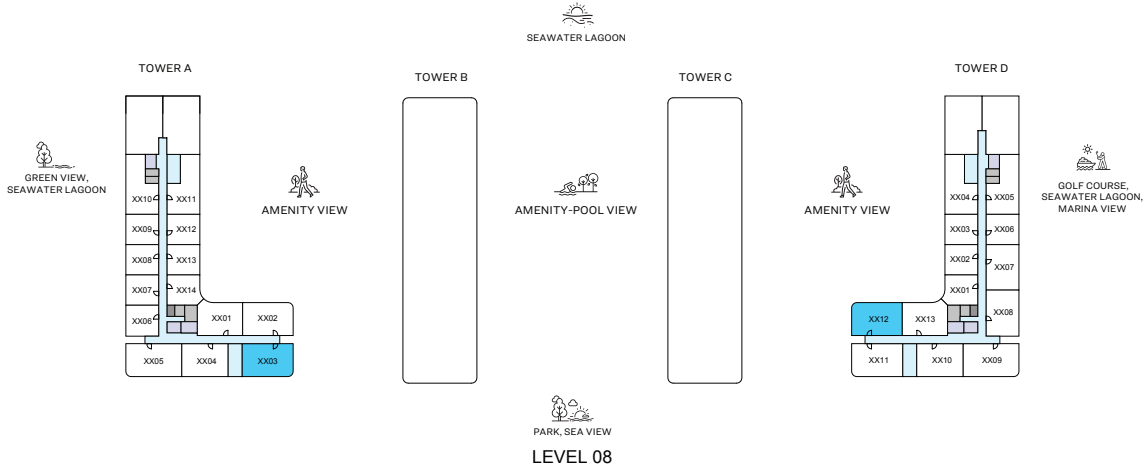 SEAWATER LAGOON
TOWER A
TOWER B
TOWER C
TOWER D
GREEN VIEW,
SEAWATER LAGOON
AMENITY VIEW
AMENITY-POOL VIEW
AMENITY VIEW
GOLF COURSE,
SEAWATER LAGOON,
MARINA VIEW
XX10
XX11
XX09
XX12
XX08
XX13
XX07
XX14
XX06
XX01
XX02
XX05
XX04
XX03
XX04
XX05
XX03
XX06
XX02
XX07
XX01
XX08
XX12
XX13
XX11
XX10
XX09
PARK, SEA VIEW
LEVEL 08